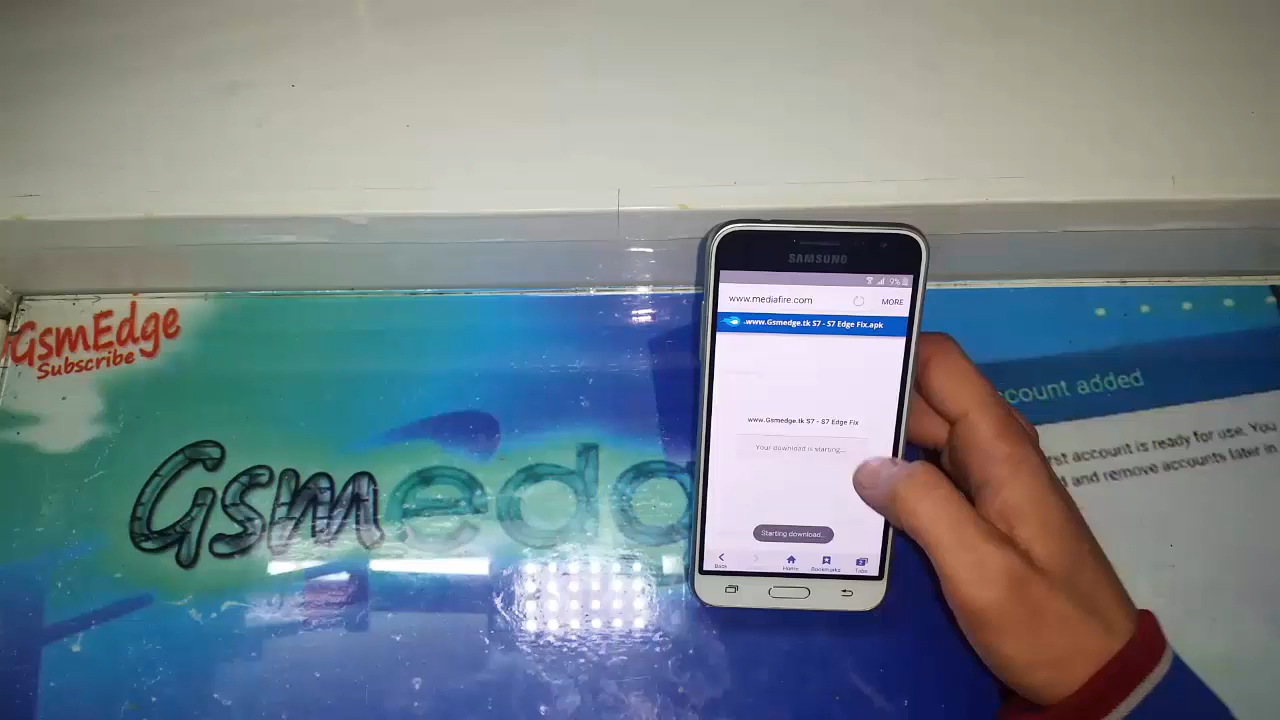 GsmEdge
Subscribe
Gsmedg
SAMSUNG
9%
www.mediafire.com
MORE
.www.Gsmedge.tk S7 - S7 Edge Fix.apk
www.Gsmedge.tk S7 - S7 Edge Fix
Your download is starting...
Starting download...
Back
Home
Bookmarks
Tabs
ccount added
rst account is ready for use. You
and remove accounts later in